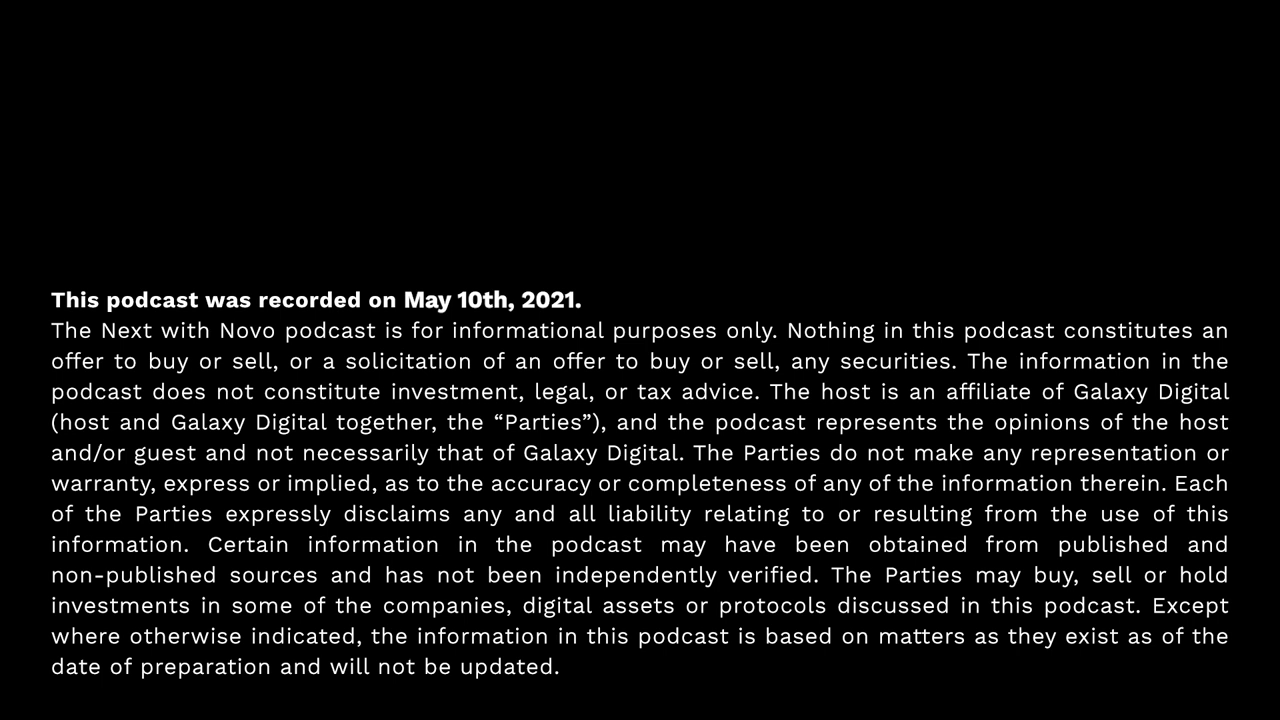 This podcast was recorded on May 10th, 2021.
The Next with Novo podcast is for informational purposes only. Nothing in this podcast constitutes an
offer to buy or sell, or a solicitation of an offer to buy or sell, any securities. The information in the
podcast does not constitute investment, legal, or tax advice. The host is an affiliate of Galaxy Digital
(host and Galaxy Digital together, the “Parties”), and the podcast represents the opinions of the host
and/or guest and not necessarily that of Galaxy Digital. The Parties do not make any representation or
warranty, express or implied, as to the accuracy or completeness of any of the information therein. Each
of the Parties expressly disclaims any and all liability relating to or resulting from the use of this
information. Certain information in the podcast may have been obtained from published and
non-published sources and has not been independently verified. The Parties may buy, sell or hold
investments in some of the companies, digital assets or protocols discussed in this podcast. Except
where otherwise indicated, the information in this podcast is based on matters as they exist as of the
date of preparation and will not be updated.